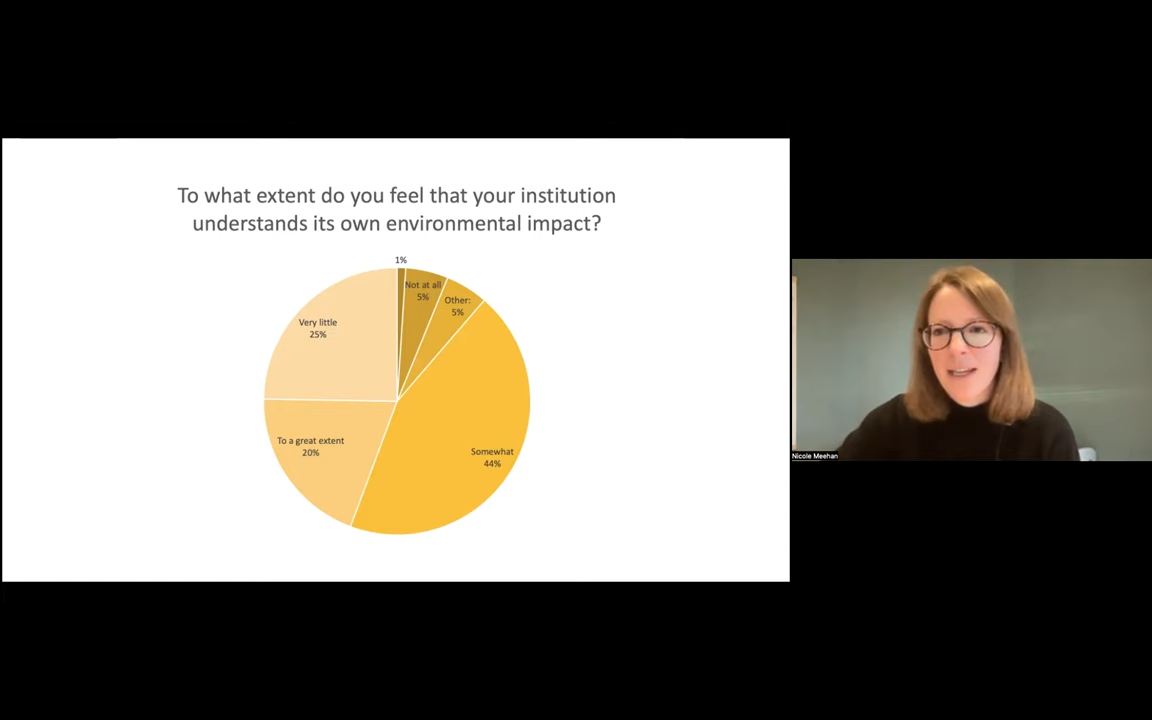 To what extent do you feel that your institution
understands its own environmental impact?
1%
Not at all
5%
Other:
5%
Very little
25%
To a great extent
20%
Somewhat
44%
Nicole Meehan